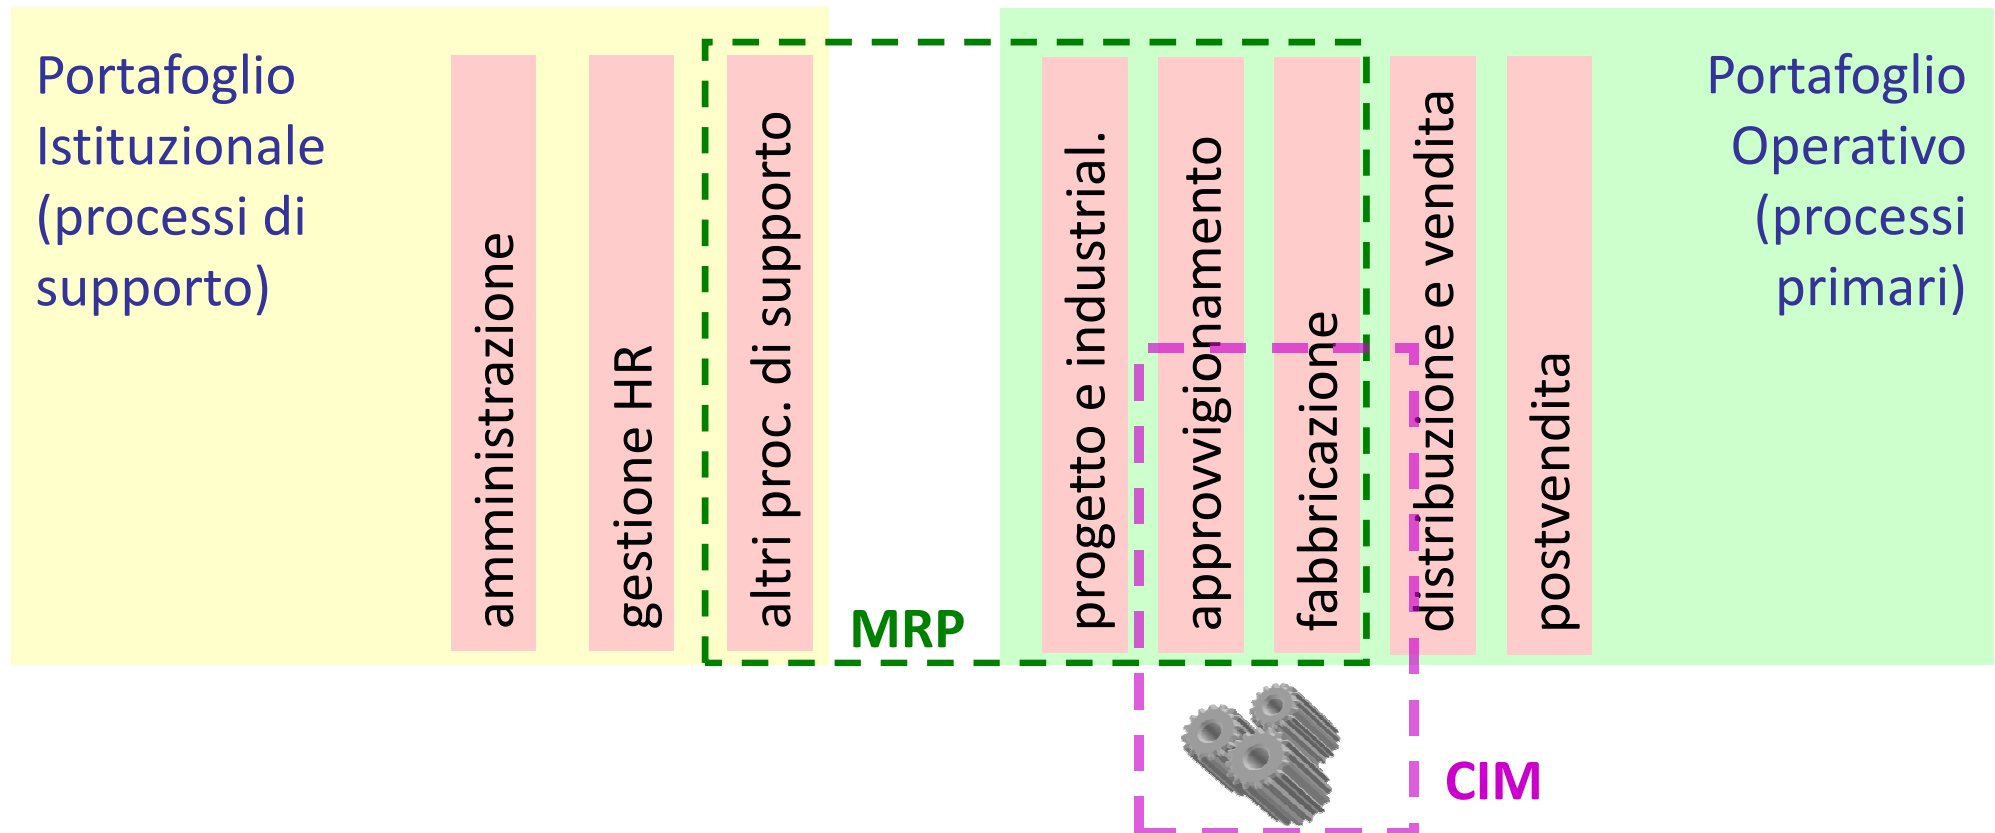 Portafoglio
Istituzionale
(processi di
supporto)
amministrazione
gestione HR
altri proc. di supporto
MRP
progetto e industrial.
approvvigionamento
fabbricazione
distribuzione e vendita
postvendita
Portafoglio
Operativo
(processi
primari)
CIM